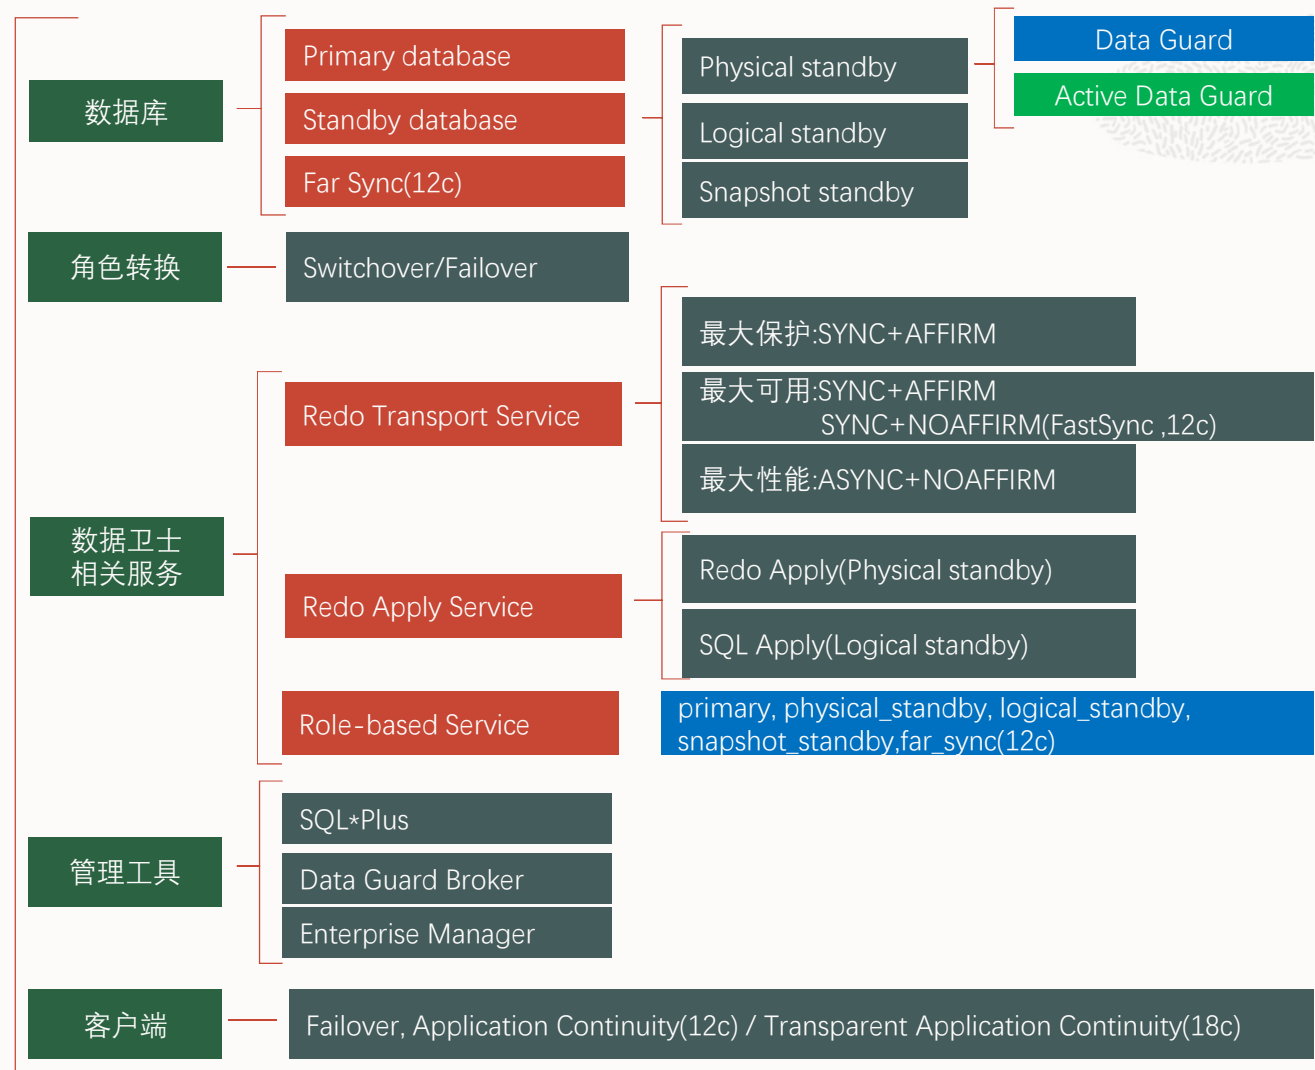 数据库
Primary database
Standby database
Far Sync(12c)
Physical standby
Logical standby
Snapshot standby
Data Guard
Active Data Guard
角色转换
Switchover/Failover
数据卫士
相关服务
Redo Transport Service
最大保护:SYNC+AFFIRM
最大可用:SYNC+AFFIRM
SYNC+NOAFFIRM(FastSync ,12c)
最大性能:ASYNC+NOAFFIRM
Redo Apply Service
Redo Apply(Physical standby)
SQL Apply(Logical standby)
Role-based Service
primary, physical_standby, logical_standby,
snapshot_standby,far_sync(12c)
管理工具
SQL*Plus
Data Guard Broker
Enterprise Manager
客户端
Failover, Application Continuity(12c) / Transparent Application Continuity(18c)